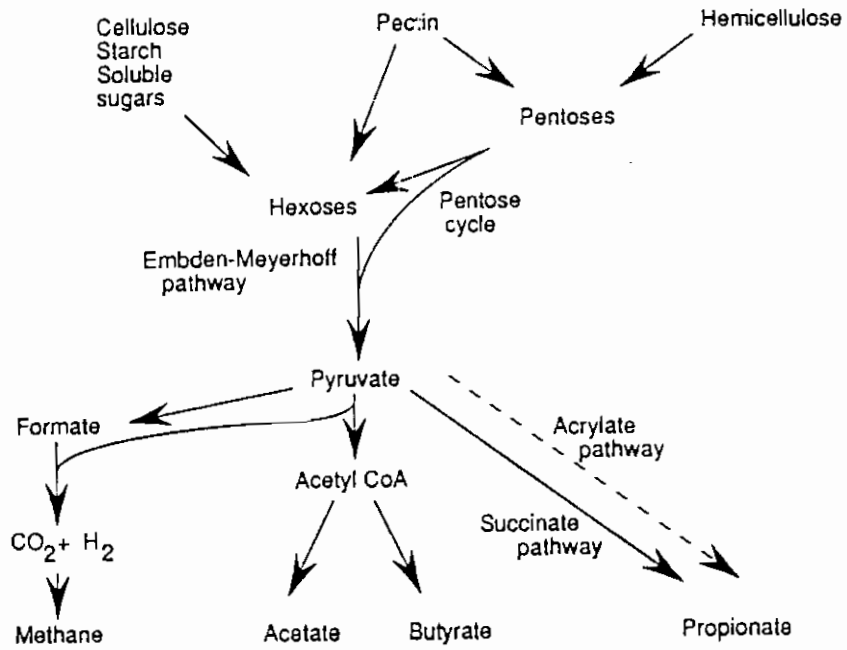 Cellulose
Starch
Soluble
sugars
Pectin
Hemicellulose
Pentoses
Hexoses
Pentose
cycle
Embden-Meyerhoff
pathway
Pyruvate
Formate
Acrylate
pathway
Acetyl CoA
Succinate
pathway
CO2+ H2
Methane
Acetate
Butyrate
Propionate